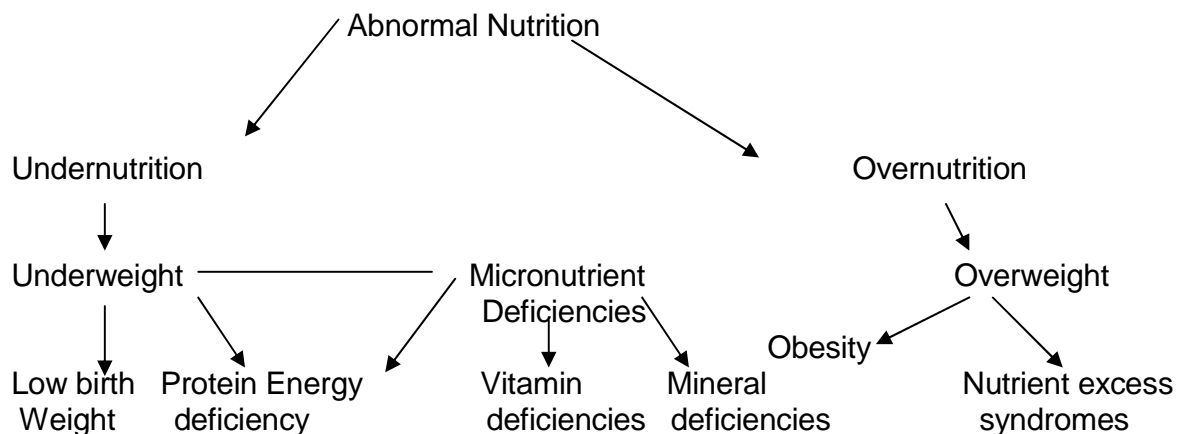 Abnormal Nutrition
Undernutrition
Overnutrition
Underweight
Micronutrient
Deficiencies
Overweight
Obesity
Low birth
Weight
Protein Energy
deficiency
Vitamin
deficiencies
Mineral
deficiencies
Nutrient excess
syndromes